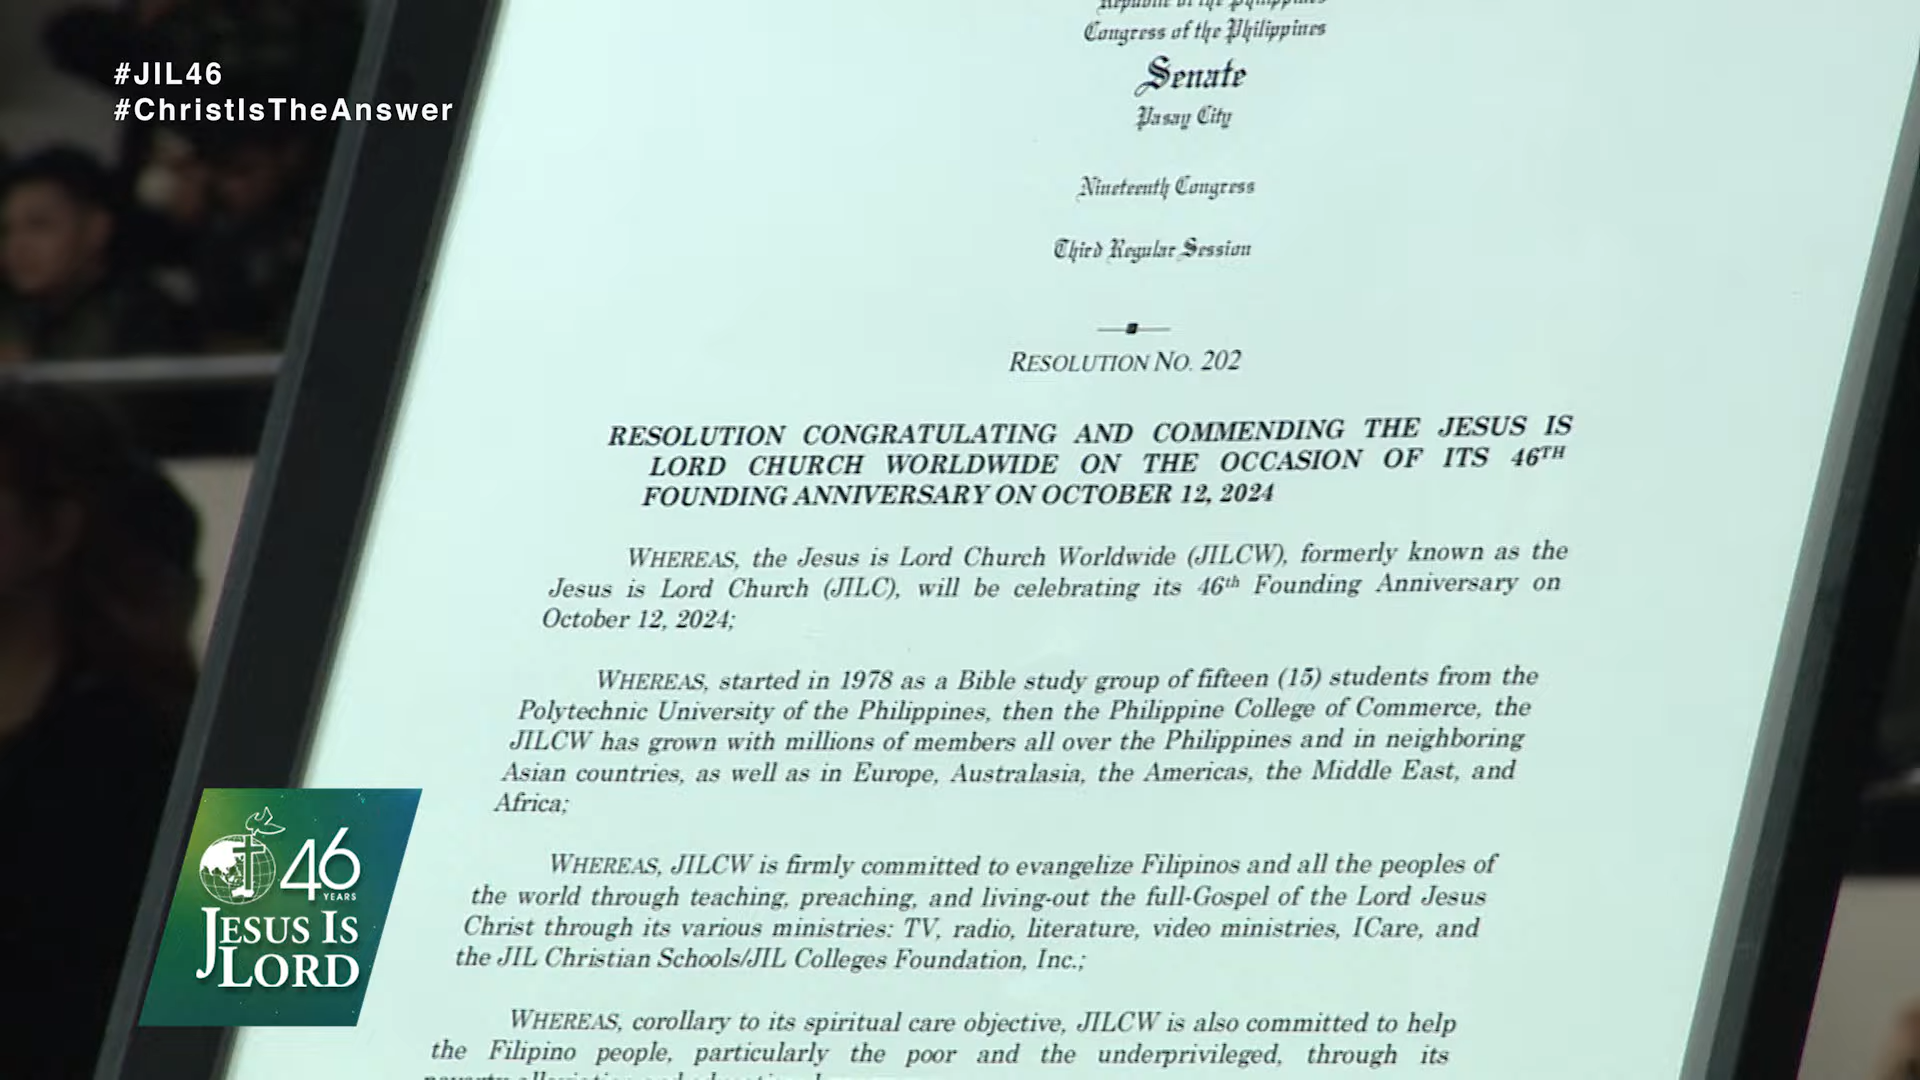 #JIL46
#ChristIsTheAnswer
Republic of the Philippines
Congress of the Philippines
Senate
Pasay City
Nineteenth Congress
Third Regular Session
RESOLUTION NO. 202
RESOLUTION CONGRATULATING AND COMMENDING THE JESUS IS
LORD CHURCH WORLDWIDE ON THE OCCASION OF ITS 46TH
FOUNDING ANNIVERSARY ON OCTOBER 12, 2024
WHEREAS, the Jesus is Lord Church Worldwide (JILCW), formerly known as the
Jesus is Lord Church (JILC), will be celebrating its 46th Founding Anniversary on
October 12, 2024;
WHEREAS, started in 1978 as a Bible study group of fifteen (15) students from the
Polytechnic University of the Philippines, then the Philippine College of Commerce, the
JILCW has grown with millions of members all over the Philippines and in neighboring
Asian countries, as well as in Europe, Australasia, the Americas, the Middle East, and
Africa;
WHEREAS, JILCW is firmly committed to evangelize Filipinos and all the peoples of
the world through teaching, preaching, and living-out the full-Gospel of the Lord Jesus
Christ through its various ministries: TV, radio, literature, video ministries, ICare, and
the JIL Christian Schools/JIL Colleges Foundation, Inc.;
WHEREAS, corollary to its spiritual care objective, JILCW is also committed to help
the Filipino people, particularly the poor and the underprivileged, through its
46
YEARS
JESUS IS
LORD